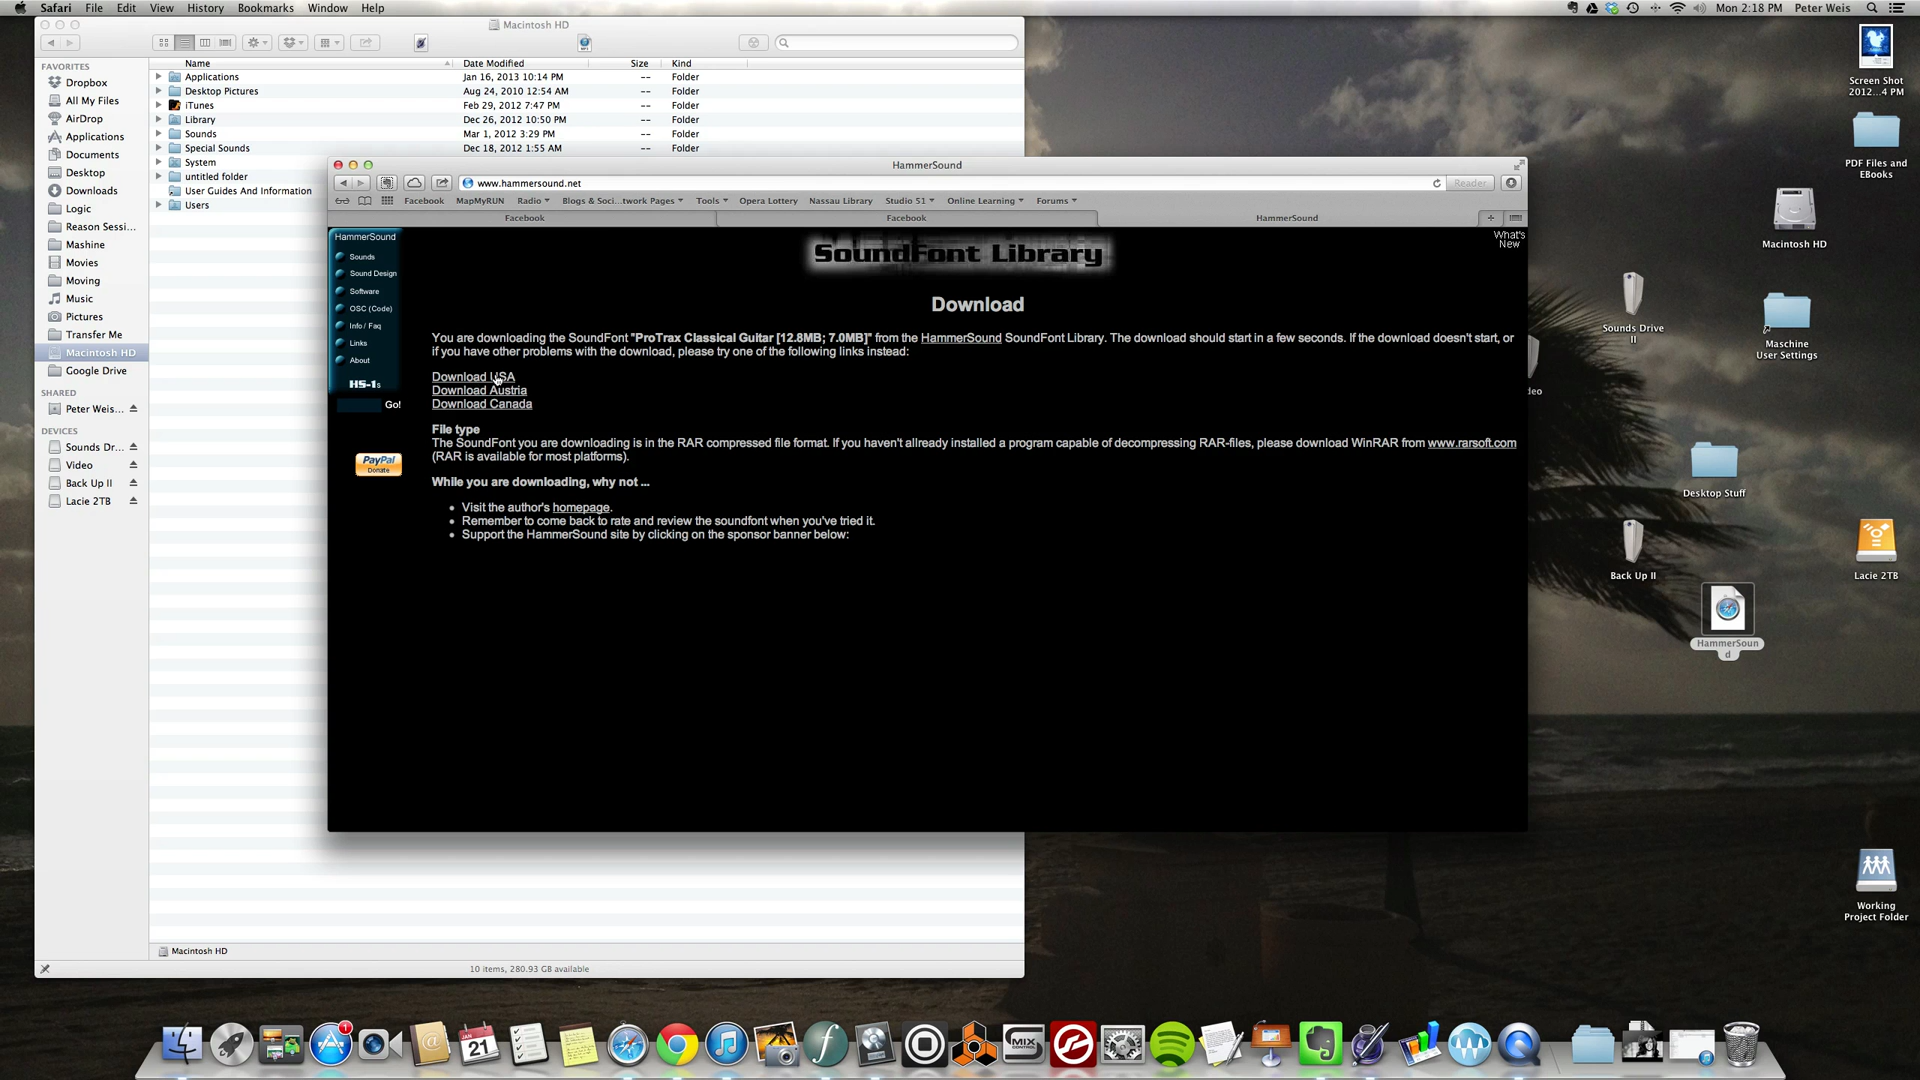 Safari File Edit View History Bookmarks Window Help
Mon 2:18 PM Peter Weis
Macintosh HD
FAVORITES
Dropbox
All My Files
AirDrop
Applications
Documents
Desktop
Downloads
Logic
Reason Sessi...
Mashine
Movies
Moving
Music
Pictures
Transfer Me
Macintosh HD
Google Drive
SHARED
Peter Weis...
DEVICES
Sounds Dr...
Video
Back Up II
Lacie 2TB
Name Date Modified Size Kind
Applications Jan 16, 2013 10:14 PM -- Folder
Desktop Pictures Aug 24, 2010 12:54 AM -- Folder
iTunes Feb 29, 2012 7:47 PM -- Folder
Library Dec 26, 2012 10:50 PM -- Folder
Sounds Mar 1, 2012 3:29 PM -- Folder
Special Sounds Dec 18, 2012 1:55 AM -- Folder
System
untitled folder
User Guides And Information
Users
Macintosh HD
10 items, 280.93 GB available
HammerSound
www.hammersound.net
Reader
Facebook MapMyRUN Radio Blogs & Soci...twork Pages Tools Opera Lottery Nassau Library Studio 51 Online Learning Forums
Facebook Facebook HammerSound
HammerSound
Sounds
Sound Design
Software
OSC (Code)
Info / Faq
Links
About
HS-1s
Go!
PayPal
Donate
SoundFont Library
What's
New
Download
You are downloading the SoundFont "ProTrax Classical Guitar [12.8MB; 7.0MB]" from the HammerSound SoundFont Library. The download should start in a few seconds. If the download doesn't start, or
if you have other problems with the download, please try one of the following links instead:
Download USA
Download Austria
Download Canada
File type
The SoundFont you are downloading is in the RAR compressed file format. If you haven't allready installed a program capable of decompressing RAR-files, please download WinRAR from www.rarsoft.com
(RAR is available for most platforms).
While you are downloading, why not ...
Visit the author's homepage.
Remember to come back to rate and review the soundfont when you've tried it.
Support the HammerSound site by clicking on the sponsor banner below:
Screen Shot
2012...4 PM
PDF Files and
EBooks
Macintosh HD
Sounds Drive
II
Maschine
User Settings
deo
Desktop Stuff
Back Up II
Lacie 2TB
HammerSoun
d
Working
Project Folder
1
JAN
21
MIX
CONTROL